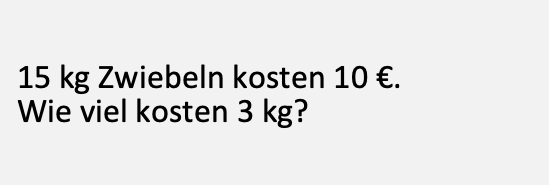 15 kg Zwiebeln kosten 10 €.
Wie viel kosten 3 kg?